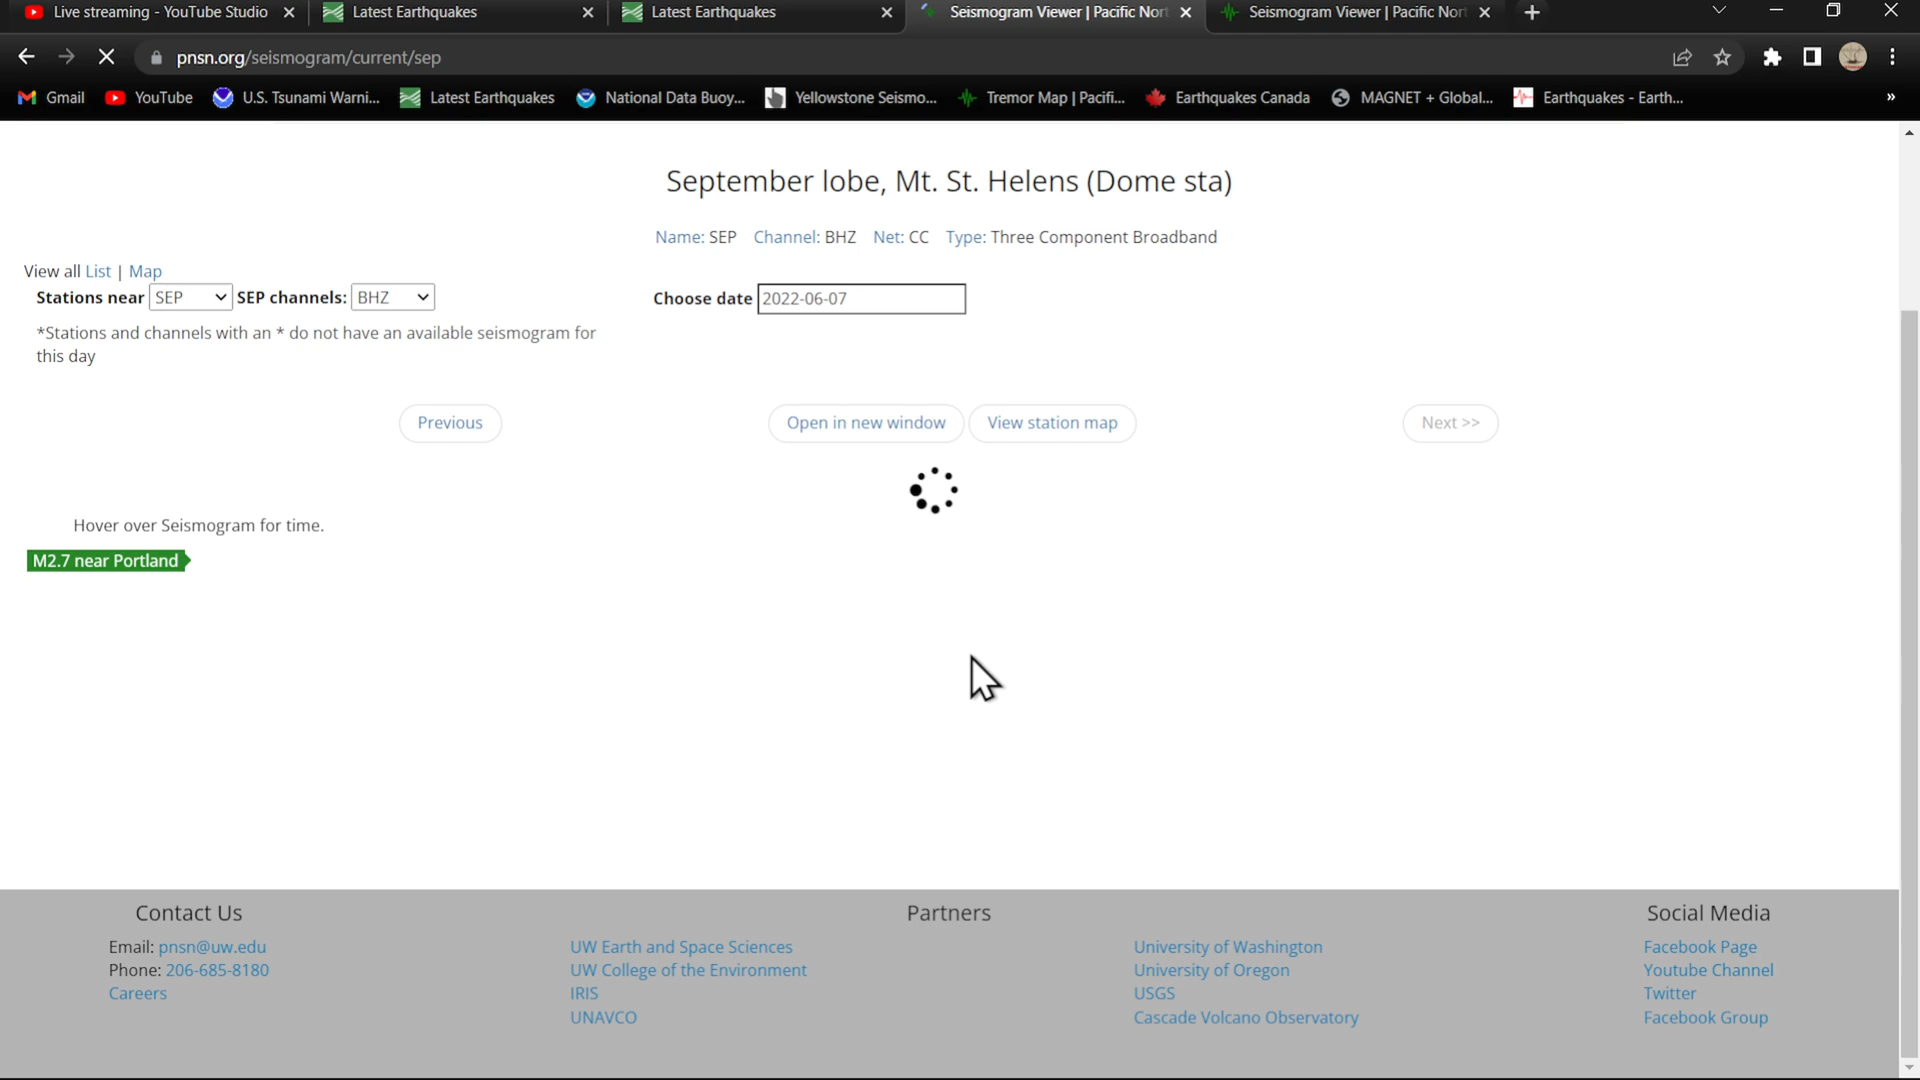 Live streaming - YouTube Studio
Latest Earthquakes
Latest Earthquakes
Seismogram Viewer | Pacific Nor
Seismogram Viewer | Pacific Nor
pnsn.org/seismogram/current/sep
Gmail
YouTube
U.S. Tsunami Warni...
Latest Earthquakes
National Data Buoy...
Yellowstone Seismo...
Tremor Map | Pacifi...
Earthquakes Canada
MAGNET + Global...
Earthquakes - Earth...
»
September lobe, Mt. St. Helens (Dome sta)
Name: SEP Channel: BHZ Net: CC Type: Three Component Broadband
View all List | Map
Stations near SEP SEP channels: BHZ
Choose date 2022-06-07
*Stations and channels with an * do not have an available seismogram for
this day
Previous
Open in new window
View station map
Next >>
Hover over Seismogram for time.
M2.7 near Portland
Contact Us
Email: pnsn@uw.edu
Phone: 206-685-8180
Careers
Partners
UW Earth and Space Sciences
UW College of the Environment
IRIS
UNAVCO
University of Washington
University of Oregon
USGS
Cascade Volcano Observatory
Social Media
Facebook Page
Youtube Channel
Twitter
Facebook Group